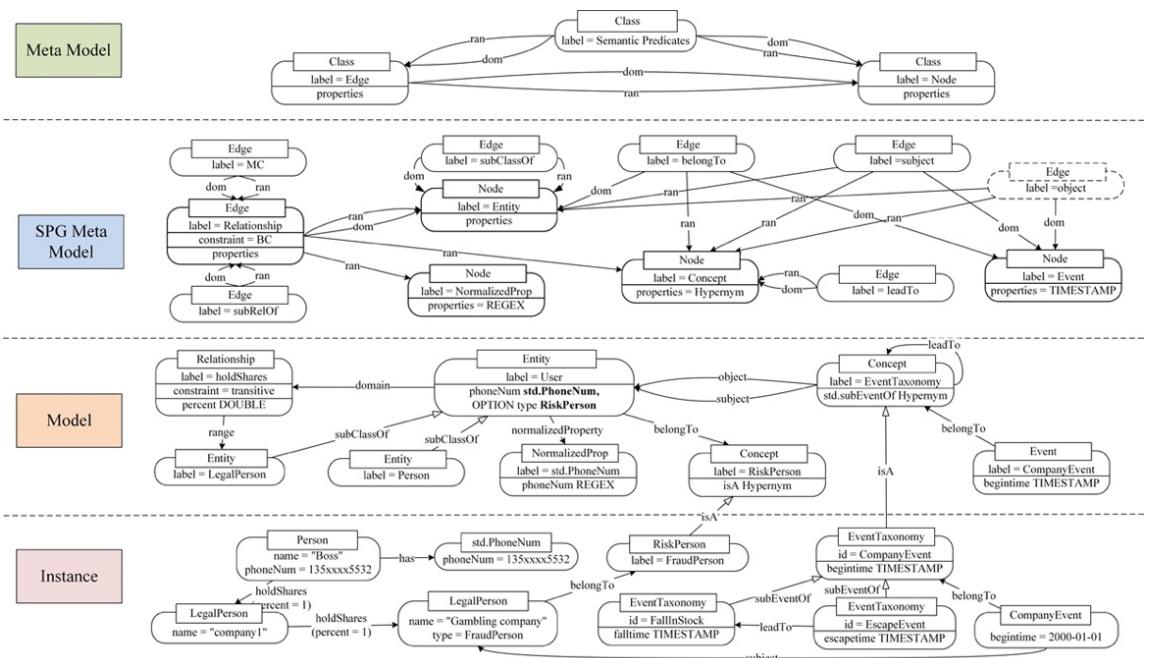 Meta Model
Class
label = Semantic Predicates
ran
dom
dom
ran
Class
label = Edge
properties
dom
ran
Class
label = Node
properties
SPG Meta
Model
Edge
label = MC
dom
ran
Edge
label = Relationship
constraint = BC
properties
dom
ran
Edge
label = subRelOf
Edge
label = subClassOf
dom
ran
Node
label = Entity
properties
ran
dom
ran
ran
Node
label = NormalizedProp
properties = REGEX
Edge
label = belongTo
dom
ran
ran
dom
Edge
label =subject
ran
dom
Edge
label =object
ran
ran
dom
Node
label = Concept
properties = Hypernym
ran
dom
Edge
label = leadTo
Node
label = Event
properties = TIMESTAMP
Model
Relationship
label = holdShares
constraint = transitive
percent DOUBLE
domain
range
Entity
label = LegalPerson
Entity
label = User
phoneNum std.PhoneNum,
OPTION type RiskPerson
subClassOf
subClassOf
Entity
label = Person
normalizedProperty
NormalizedProp
label = std.PhoneNum
phoneNum REGEX
belongTo
Concept
label = RiskPerson
isA Hypernym
object
subject
leadTo
Concept
label = EventTaxonomy
std.subEventOf Hypernym
belongTo
Event
label = CompanyEvent
begintime TIMESTAMP
isA
isA
Instance
Person
name = "Boss"
phoneNum = 135xxxx5532
has
std.PhoneNum
phoneNum = 135xxxx5532
holdShares
(percent = 1)
LegalPerson
name = "company1"
holdShares
(percent = 1)
LegalPerson
name = "Gambling company"
type = FraudPerson
belongTo
RiskPerson
label = FraudPerson
EventTaxonomy
id = CompanyEvent
begintime TIMESTAMP
subEventOf
subEventOf
belongTo
EventTaxonomy
id = FallInStock
falltime TIMESTAMP
leadTo
EventTaxonomy
id = EscapeEvent
escapetime TIMESTAMP
CompanyEvent
begintime = 2000-01-01
subject